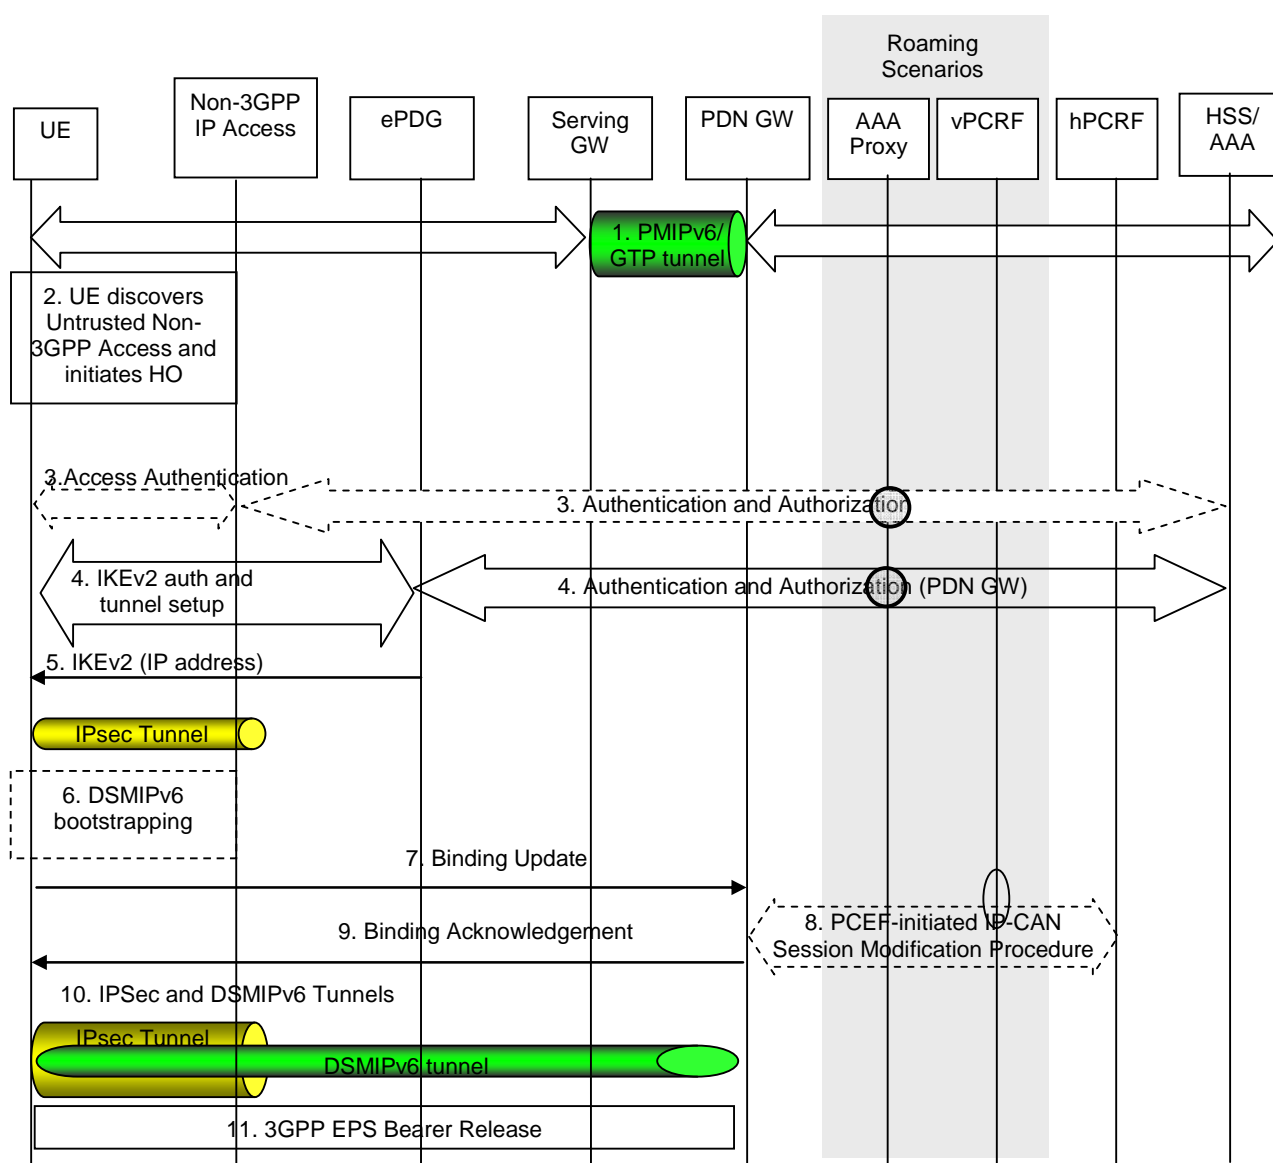 Roaming
Scenarios
UE
Non-3GPP
IP Access
ePDG
Serving
GW
PDN GW
AAA
Proxy
vPCRF
hPCRF
HSS/
AAA
1. PMIPv6/
GTP tunnel
2. UE discovers
Untrusted Non-
3GPP Access and
initiates HO
3.Access Authentication
3. Authentication and Authorization
4. IKEv2 auth and
tunnel setup
4. Authentication and Authorization (PDN GW)
5. IKEv2 (IP address)
IPsec Tunnel
6. DSMIPv6
bootstrapping
7. Binding Update
8. PCEF-initiated IP-CAN
Session Modification Procedure
9. Binding Acknowledgement
10. IPSec and DSMIPv6 Tunnels
IPsec Tunnel
DSMIPv6 tunnel
11. 3GPP EPS Bearer Release